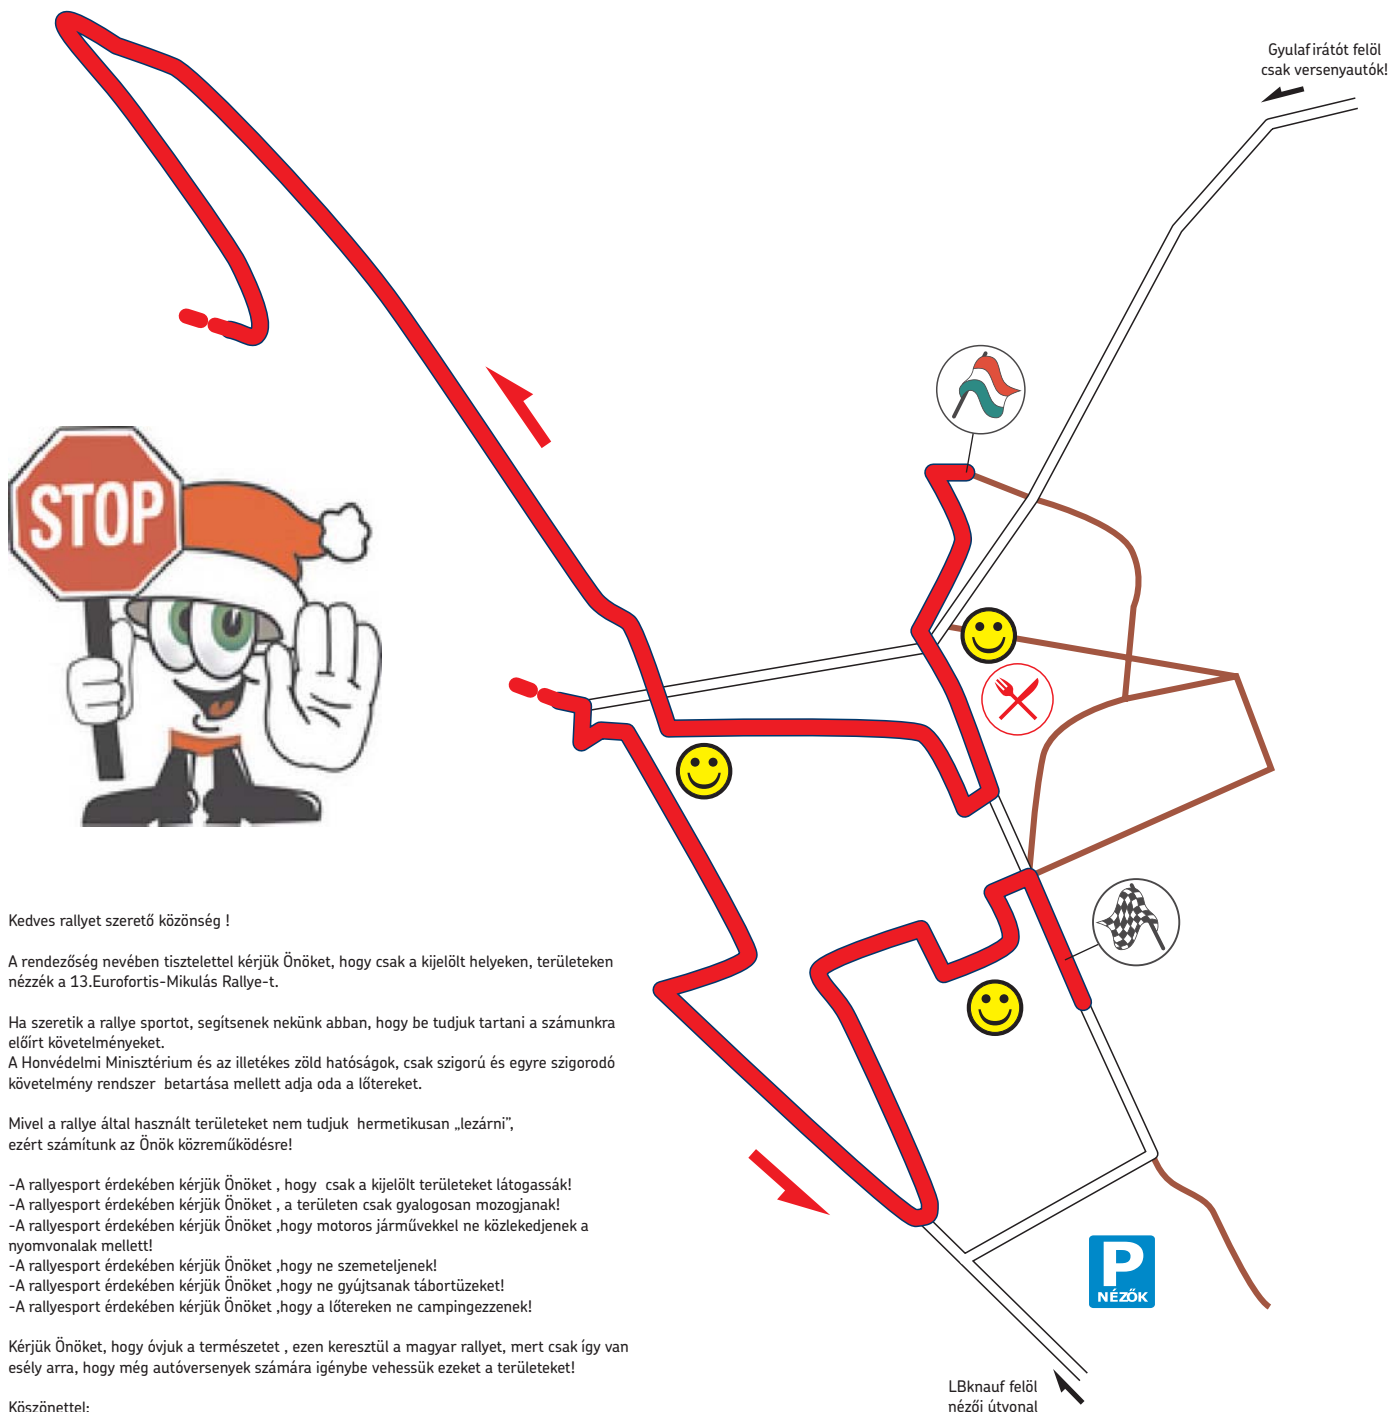 Gyulafirátót felöl
csak versenyautók!
STOP
Kedves rallyet szerető közönség !
A rendezőség nevében tisztelettel kérjük Önöket, hogy csak a kijelölt helyeken, területeken
nézzék a 13.Eurofortis-Mikulás Rallye-t.
Ha szeretik a rallye sportot, segítsenek nekünk abban, hogy be tudjuk tartani a számunkra
előírt követelményeket.
A Honvédelmi Minisztérium és az illetékes zöld hatóságok, csak szigorú és egyre szigorodó
követelmény rendszer betartása mellett adja oda a lőtereket.
Mivel a rallye által használt területeket nem tudjuk hermetikusan „lezárni”,
ezért számítunk az Önök közreműködésre!
-A rallyesport érdekében kérjük Önöket , hogy csak a kijelölt területeket látogassák!
-A rallyesport érdekében kérjük Önöket , a területen csak gyalogosan mozogjanak!
-A rallyesport érdekében kérjük Önöket ,hogy motoros járművekkel ne közlekedjenek a
nyomvonalak mellett!
-A rallyesport érdekében kérjük Önöket ,hogy ne szemeteljenek!
-A rallyesport érdekében kérjük Önöket ,hogy ne gyújtsanak tábortüzeket!
-A rallyesport érdekében kérjük Önöket ,hogy a lőtereken ne campingezzenek!
Kérjük Önöket, hogy óvjuk a természetet , ezen keresztül a magyar rallyet, mert csak így van
esély arra, hogy még autóversenyek számára igénybe vehessük ezeket a területeket!
Köszönettel:
P
NÉZŐK
LBknauf felöl
nézői útvonal